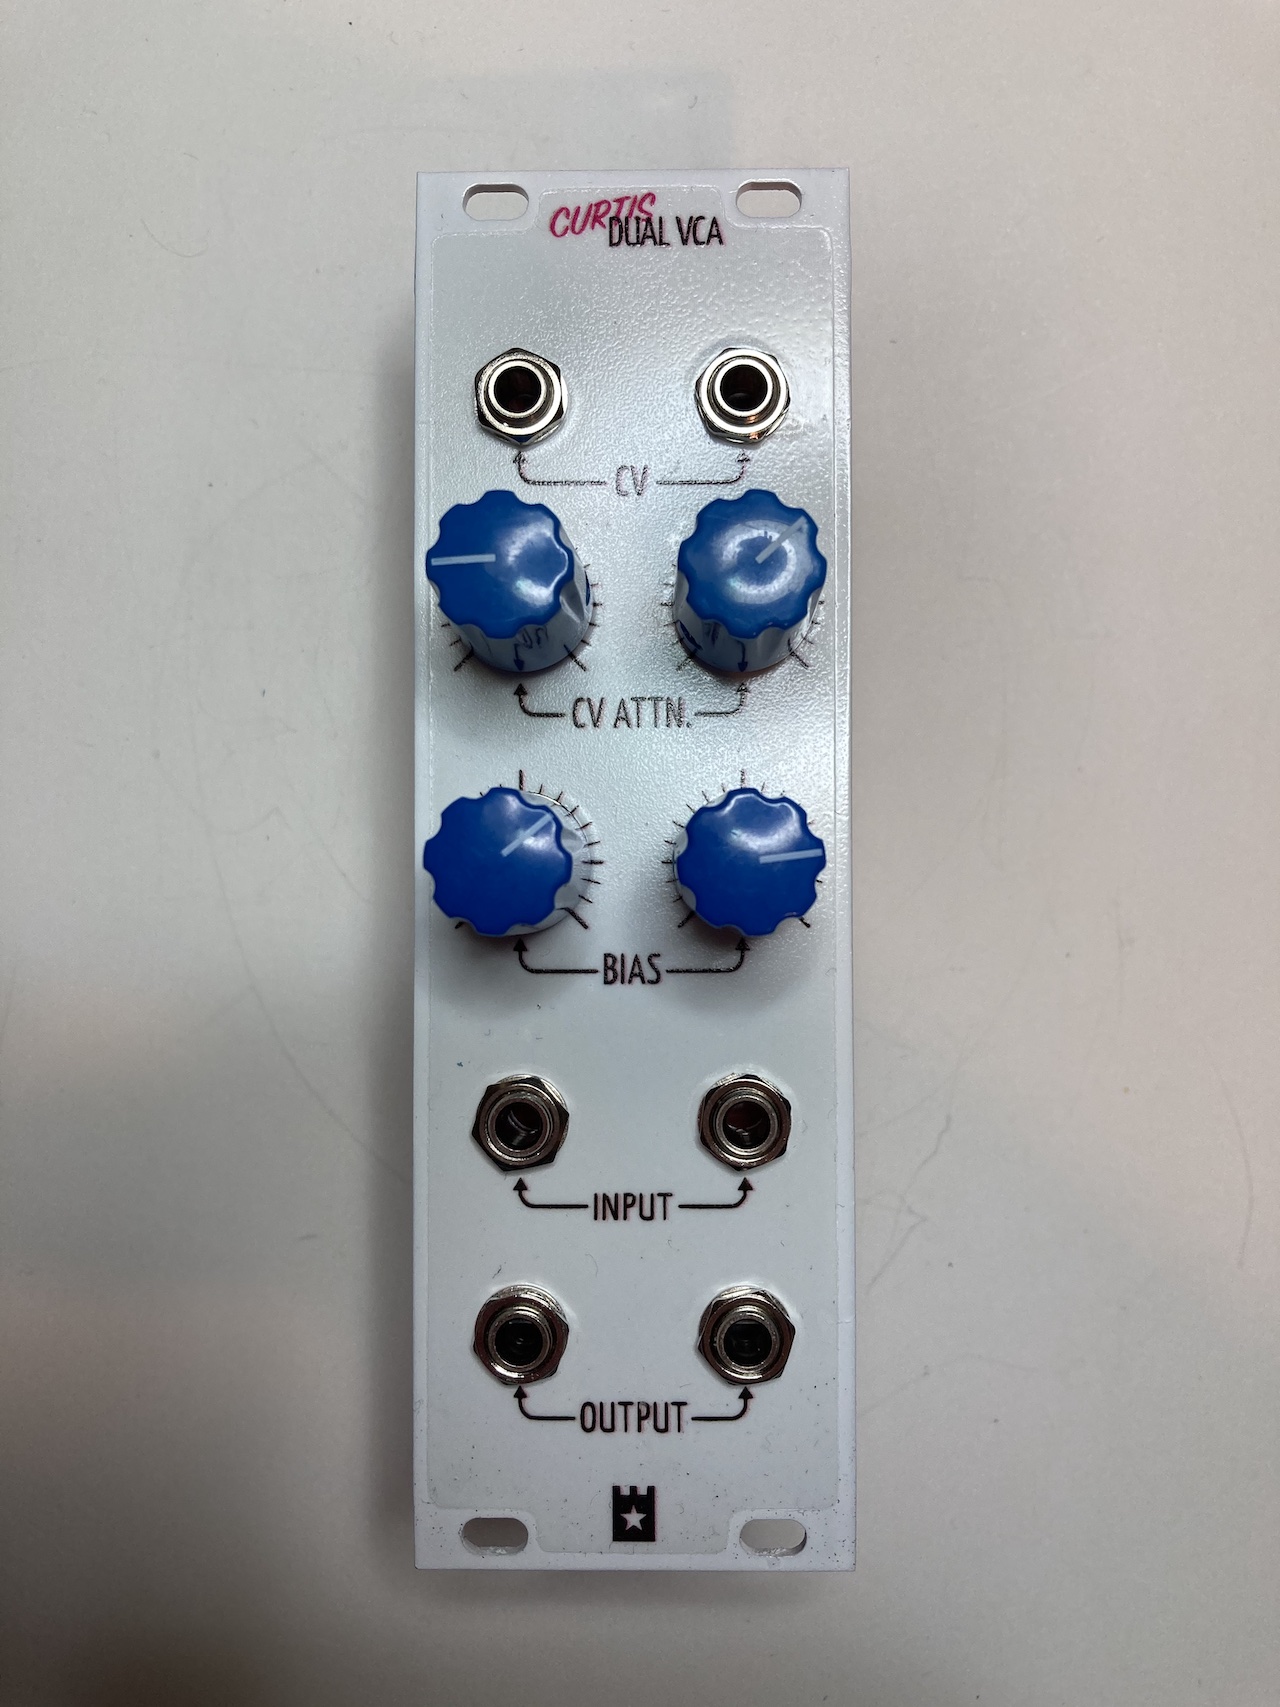 CURTIS
DUAL VCA
CV
CV ATTN.
BIAS
INPUT
OUTPUT